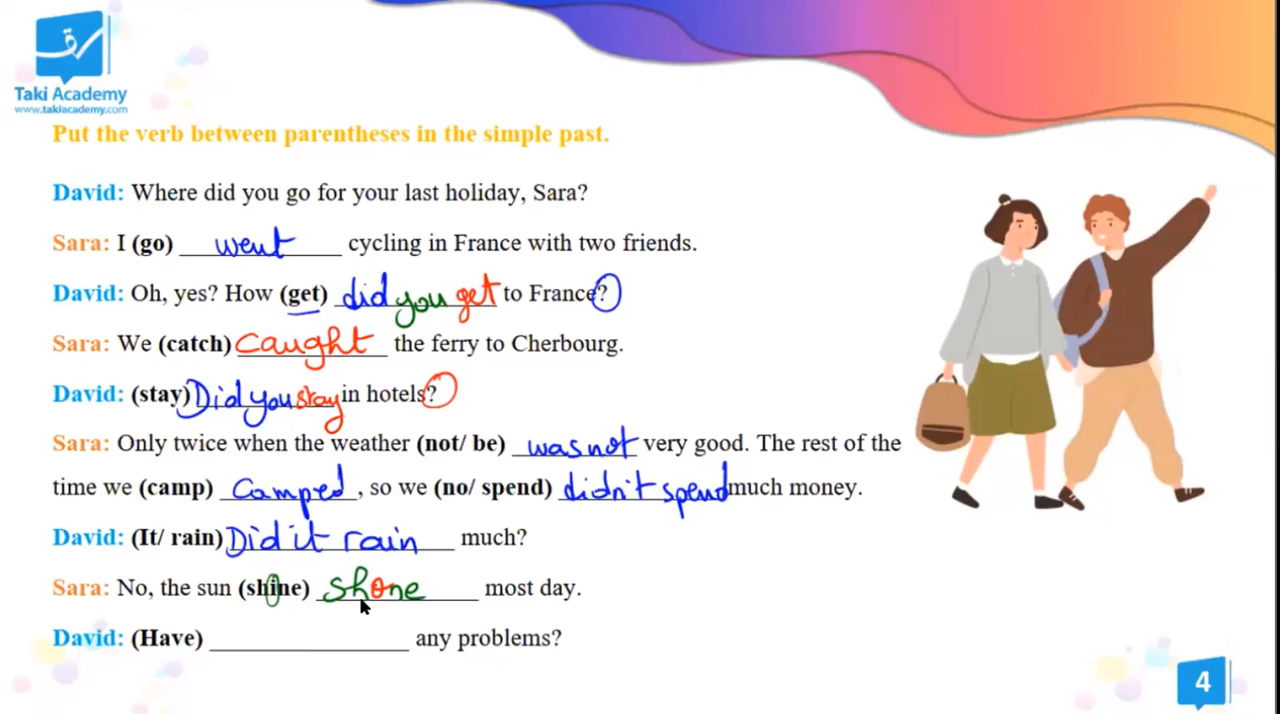 Taki Academy
www.takiacademy.com
Put the verb between parentheses in the simple past.
David: Where did you go for your last holiday, Sara?
Sara: I (go) went cycling in France with two friends.
David: Oh, yes? How (get) did you get to France?
Sara: We (catch) caught the ferry to Cherbourg.
David: (stay) Did you stay in hotels?
Sara: Only twice when the weather (not/ be) was not very good. The rest of the
time we (camp) camped, so we (no/ spend) didn't spend much money.
David: (It/ rain) Did it rain much?
Sara: No, the sun (shine) shone most day.
David: (Have) ____________ any problems?
4